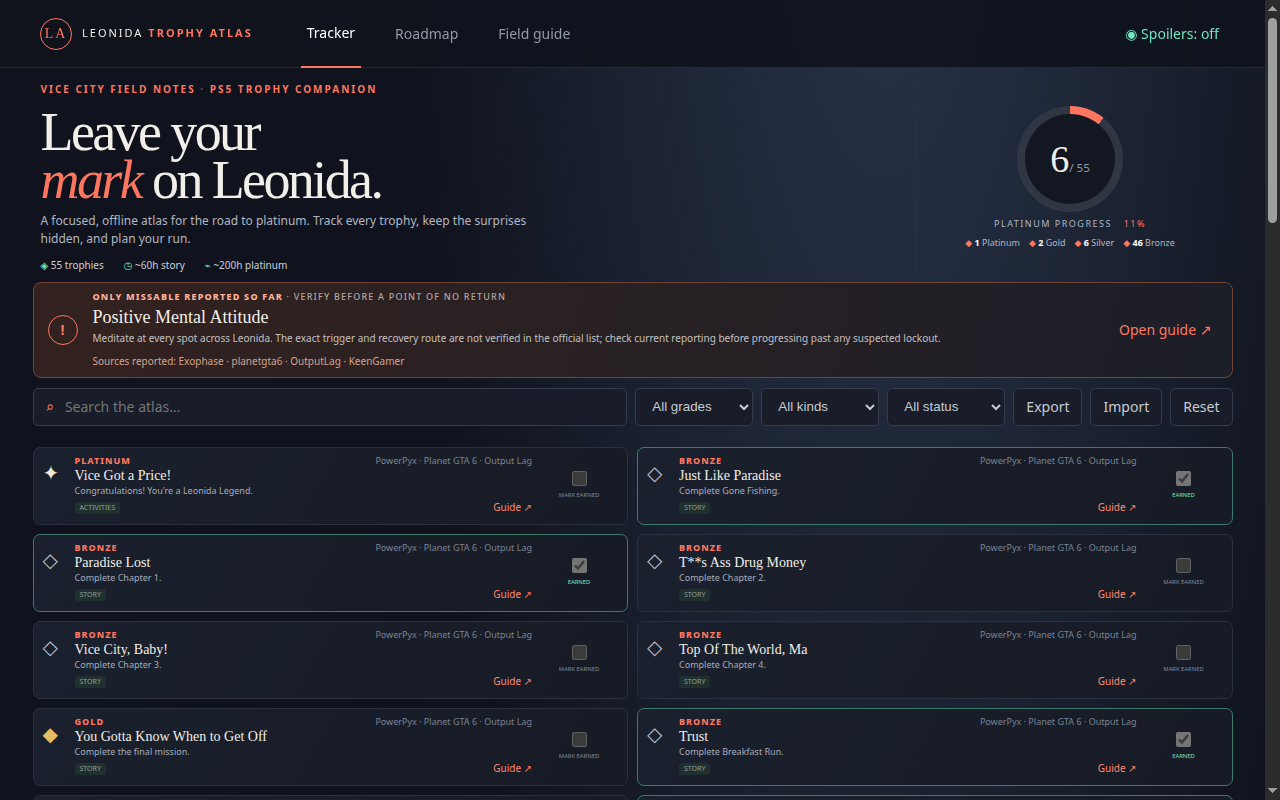 LA LEONIDA TROPHY ATLAS Tracker Roadmap Field guide ◉ Spoilers: off
VICE CITY FIELD NOTES · PS5 TROPHY COMPANION
Leave your
mark on Leonida.
A focused, offline atlas for the road to platinum. Track every trophy, keep the surprises
hidden, and plan your run.
◈ 55 trophies ◷ ~60h story ⌁ ~200h platinum
6 / 55
PLATINUM PROGRESS 11%
◆ 1 Platinum ◆ 2 Gold ◆ 6 Silver ◆ 46 Bronze
ONLY MISSABLE REPORTED SO FAR · VERIFY BEFORE A POINT OF NO RETURN
! Positive Mental Attitude
Meditate at every spot across Leonida. The exact trigger and recovery route are not verified in the official list; check current reporting before progressing past any suspected lockout.
Sources reported: Exophase · planetgta6 · OutputLag · KeenGamer
Open guide ↗
⌕ Search the atlas... All grades All kinds All status Export Import Reset
PLATINUM PowerPyx · Planet GTA 6 · Output Lag
Vice Got a Price!
Congratulations! You're a Leonida Legend.
MARK EARNED
ACTIVITIES Guide ↗
BRONZE PowerPyx · Planet GTA 6 · Output Lag
Just Like Paradise
Complete Gone Fishing.
EARNED
STORY Guide ↗
BRONZE PowerPyx · Planet GTA 6 · Output Lag
Paradise Lost
Complete Chapter 1.
EARNED
STORY Guide ↗
BRONZE PowerPyx · Planet GTA 6 · Output Lag
T**s Ass Drug Money
Complete Chapter 2.
MARK EARNED
STORY Guide ↗
BRONZE PowerPyx · Planet GTA 6 · Output Lag
Vice City, Baby!
Complete Chapter 3.
MARK EARNED
STORY Guide ↗
BRONZE PowerPyx · Planet GTA 6 · Output Lag
Top Of The World, Ma
Complete Chapter 4.
MARK EARNED
STORY Guide ↗
GOLD PowerPyx · Planet GTA 6 · Output Lag
You Gotta Know When to Get Off
Complete the final mission.
MARK EARNED
STORY Guide ↗
BRONZE PowerPyx · Planet GTA 6 · Output Lag
Trust
Complete Breakfast Run.
EARNED
STORY Guide ↗